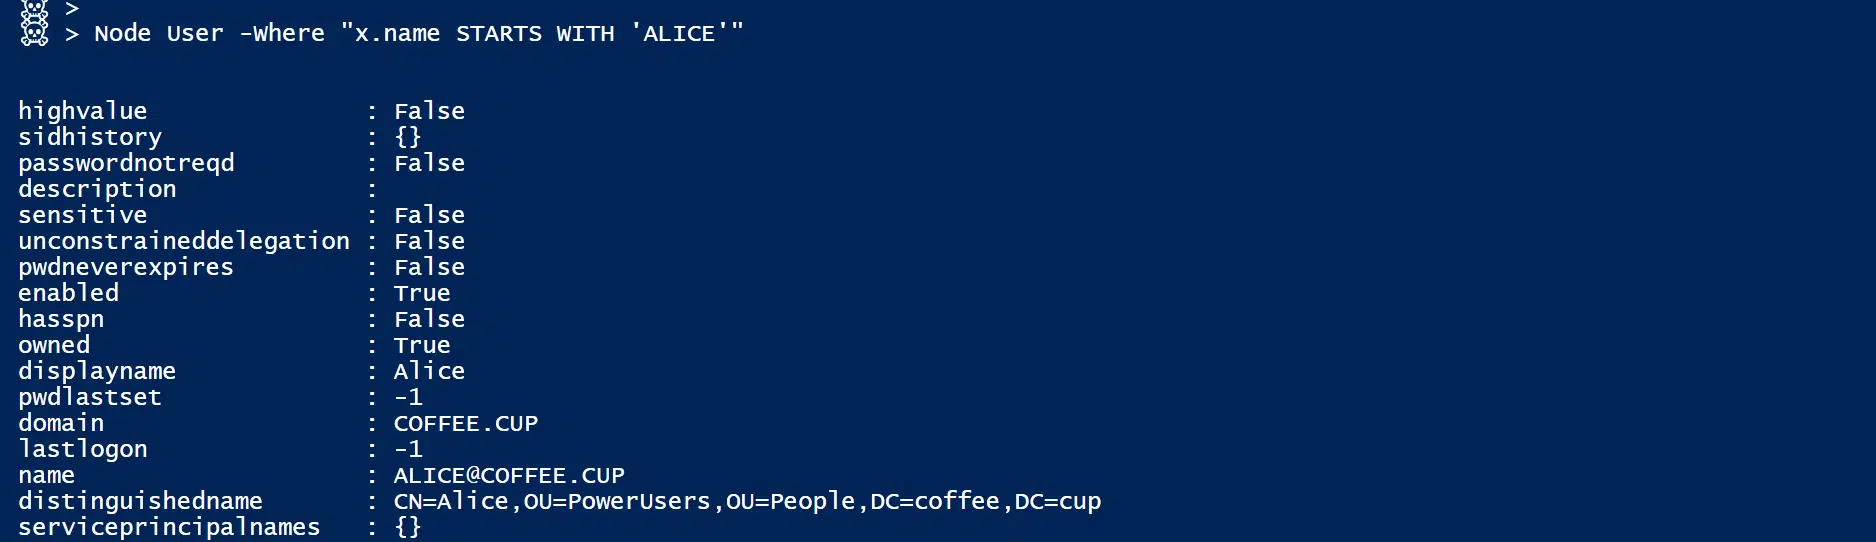 ☠ >
☠ > Node User -Where "x.name STARTS WITH 'ALICE'"
highvalue : False
sidhistory : {}
passwordnotreqd : False
description :
sensitive : False
unconstraineddelegation : False
pwdneverexpires : False
enabled : True
hasspn : False
owned : True
displayname : Alice
pwdlastset : -1
domain : COFFEE.CUP
lastlogon : -1
name : ALICE@COFFEE.CUP
distinguishedname : CN=Alice,OU=PowerUsers,OU=People,DC=coffee,DC=cup
serviceprincipalnames : {}